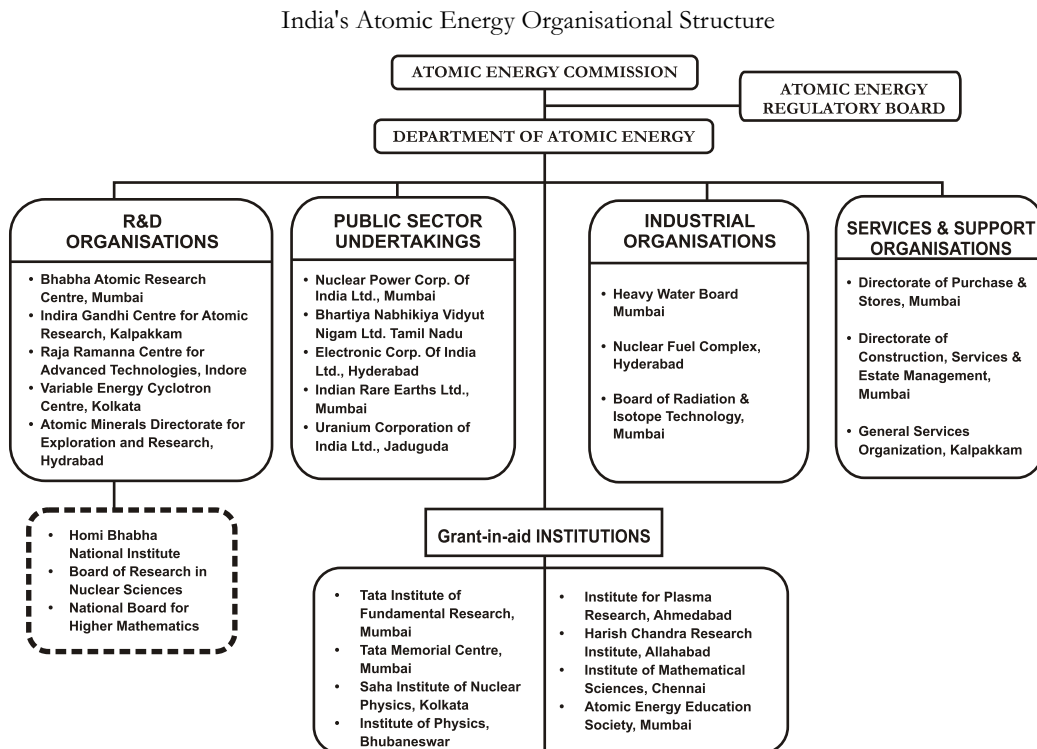 India's Atomic Energy Organisational Structure
ATOMIC ENERGY COMMISSION
ATOMIC ENERGY
REGULATORY BOARD
DEPARTMENT OF ATOMIC ENERGY
R&D
ORGANISATIONS
• Bhabha Atomic Research
Centre, Mumbai
• Indira Gandhi Centre for Atomic
Research, Kalpakkam
• Raja Ramanna Centre for
Advanced Technologies, Indore
• Variable Energy Cyclotron
Centre, Kolkata
• Atomic Minerals Directorate for
Exploration and Research,
Hydrabad
PUBLIC SECTOR
UNDERTAKINGS
• Nuclear Power Corp. Of
India Ltd., Mumbai
• Bhartiya Nabhikiya Vidyut
Nigam Ltd. Tamil Nadu
• Electronic Corp. Of India
Ltd., Hyderabad
• Indian Rare Earths Ltd.,
Mumbai
• Uranium Corporation of
India Ltd., Jaduguda
INDUSTRIAL
ORGANISATIONS
• Heavy Water Board
Mumbai
• Nuclear Fuel Complex,
Hyderabad
• Board of Radiation &
Isotope Technology,
Mumbai
SERVICES & SUPPORT
ORGANISATIONS
• Directorate of Purchase &
Stores, Mumbai
• Directorate of
Construction, Services &
Estate Management,
Mumbai
• General Services
Organization, Kalpakkam
• Homi Bhabha
National Institute
• Board of Research in
Nuclear Sciences
• National Board for
Higher Mathematics
Grant-in-aid INSTITUTIONS
• Tata Institute of
Fundamental Research,
Mumbai
• Tata Memorial Centre,
Mumbai
• Saha Institute of Nuclear
Physics, Kolkata
• Institute of Physics,
Bhubaneswar
• Institute for Plasma
Research, Ahmedabad
• Harish Chandra Research
Institute, Allahabad
• Institute of Mathematical
Sciences, Chennai
• Atomic Energy Education
Society, Mumbai